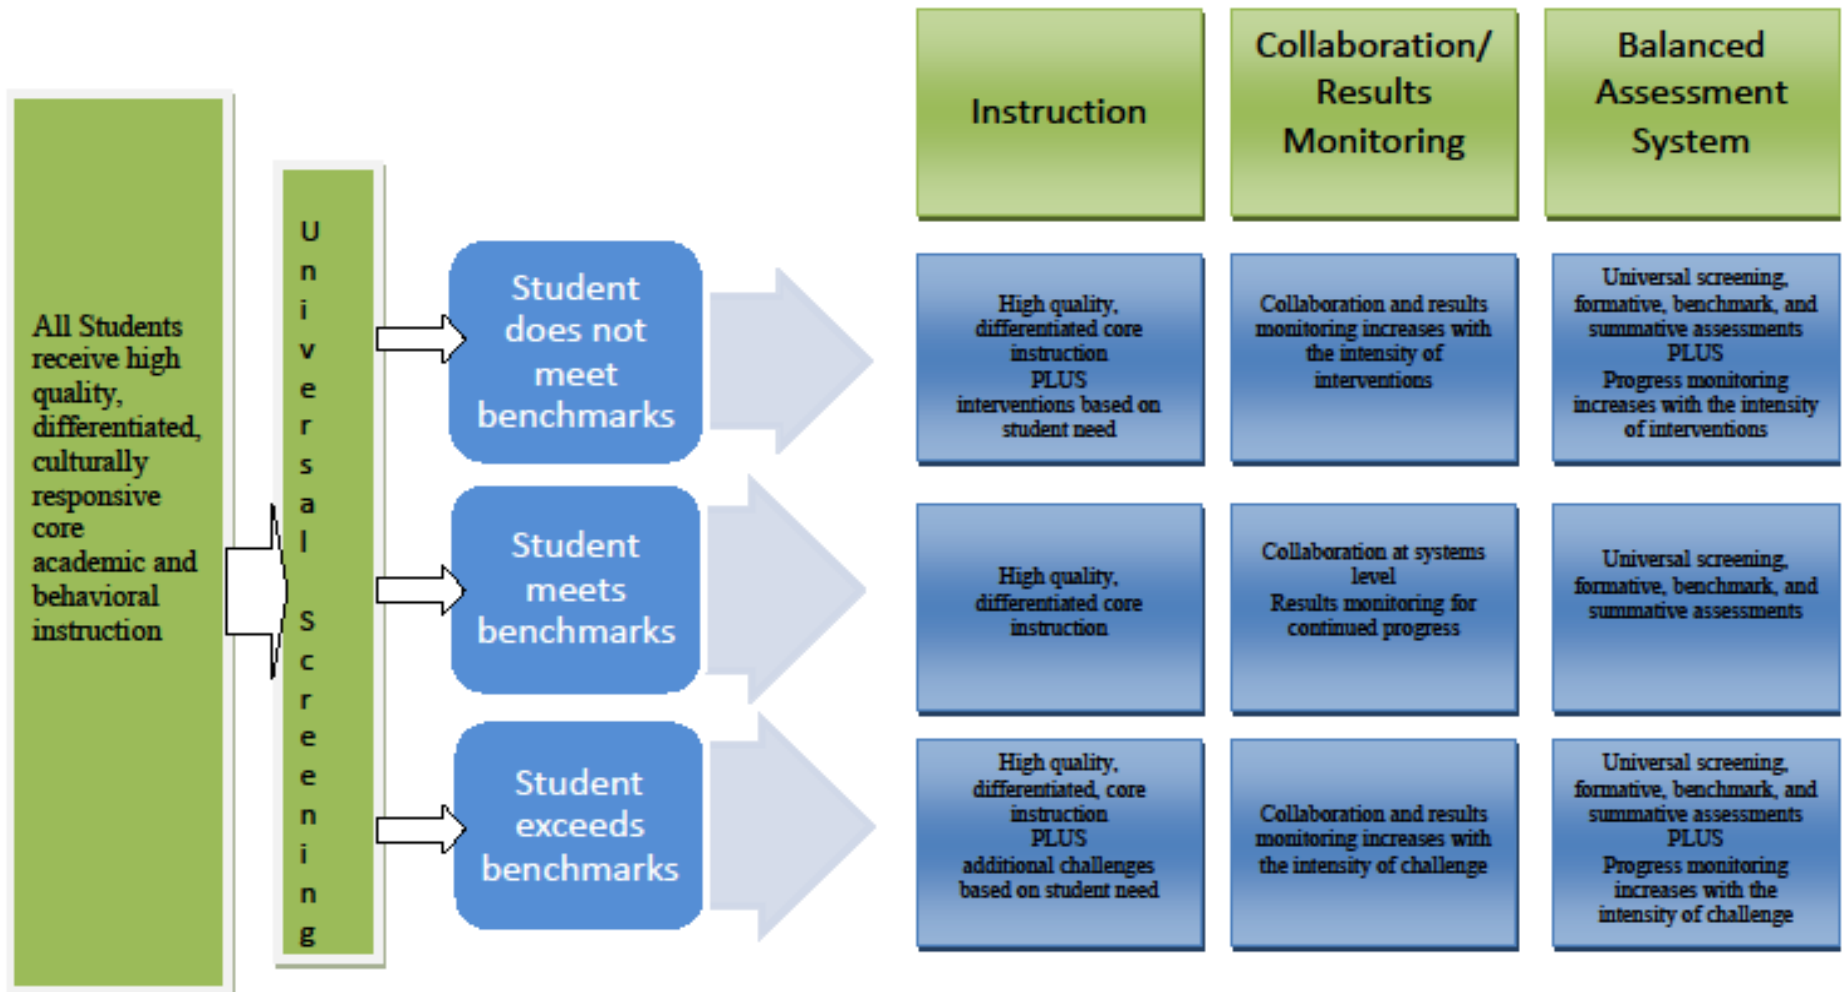 All Students
receive high
quality,
differentiated,
culturally
responsive
core
academic and
behavioral
instruction
Universal Screening
Student
does not
meet
benchmarks
Student
meets
benchmarks
Student
exceeds
benchmarks
Instruction
Collaboration/
Results
Monitoring
Balanced
Assessment
System
High quality,
differentiated core
instruction
PLUS
interventions based on
student need
Collaboration and results
monitoring increases with
the intensity of
interventions
Universal screening,
formative, benchmark, and
summative assessments
PLUS
Progress monitoring
increases with the intensity
of interventions
High quality,
differentiated core
instruction
Collaboration at systems
level
Results monitoring for
continued progress
Universal screening,
formative, benchmark, and
summative assessments
High quality,
differentiated, core
instruction
PLUS
additional challenges
based on student need
Collaboration and results
monitoring increases with
the intensity of challenge
Universal screening,
formative, benchmark, and
summative assessments
PLUS
Progress monitoring
increases with the
intensity of challenge